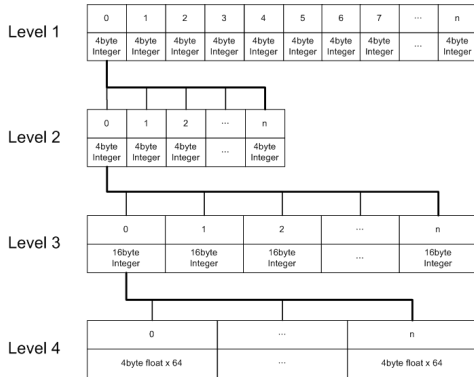 Level 1
0 1 2 3 4 5 6 7 ... n
4byte Integer 4byte Integer 4byte Integer 4byte Integer 4byte Integer 4byte Integer 4byte Integer 4byte Integer ... 4byte Integer
Level 2
0 1 2 ... n
4byte Integer 4byte Integer 4byte Integer ... 4byte Integer
Level 3
0 1 2 ... n
16byte Integer 16byte Integer 16byte Integer ... 16byte Integer
Level 4
0 ... n
4byte float x 64 ... 4byte float x 64